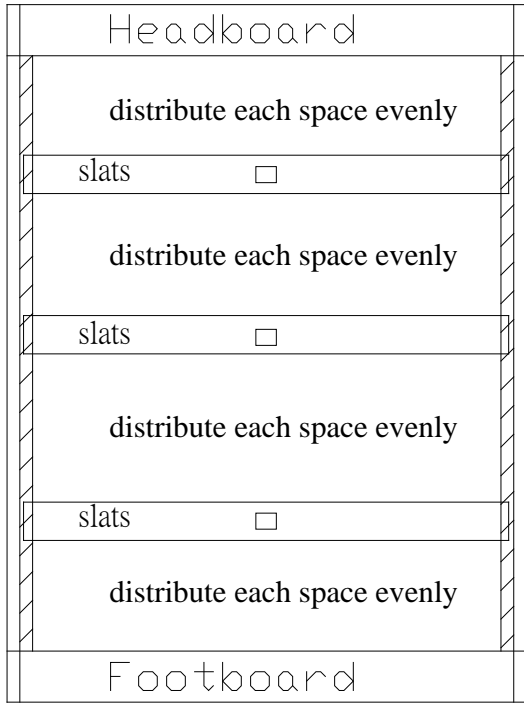 Headboard
distribute each space evenly
slats
distribute each space evenly
slats
distribute each space evenly
slats
distribute each space evenly
Footboard